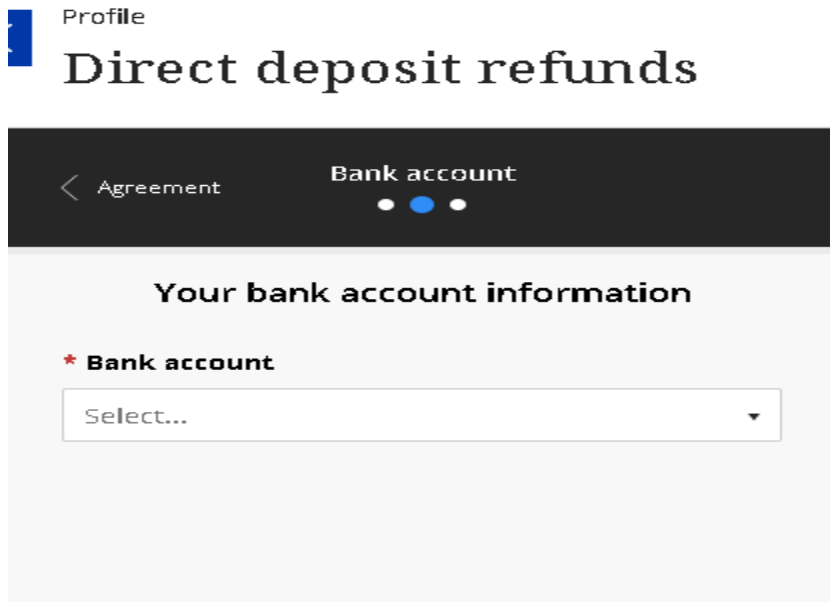 Profile
Direct deposit refunds
Agreement
Bank account
Your bank account information
* Bank account
Select...